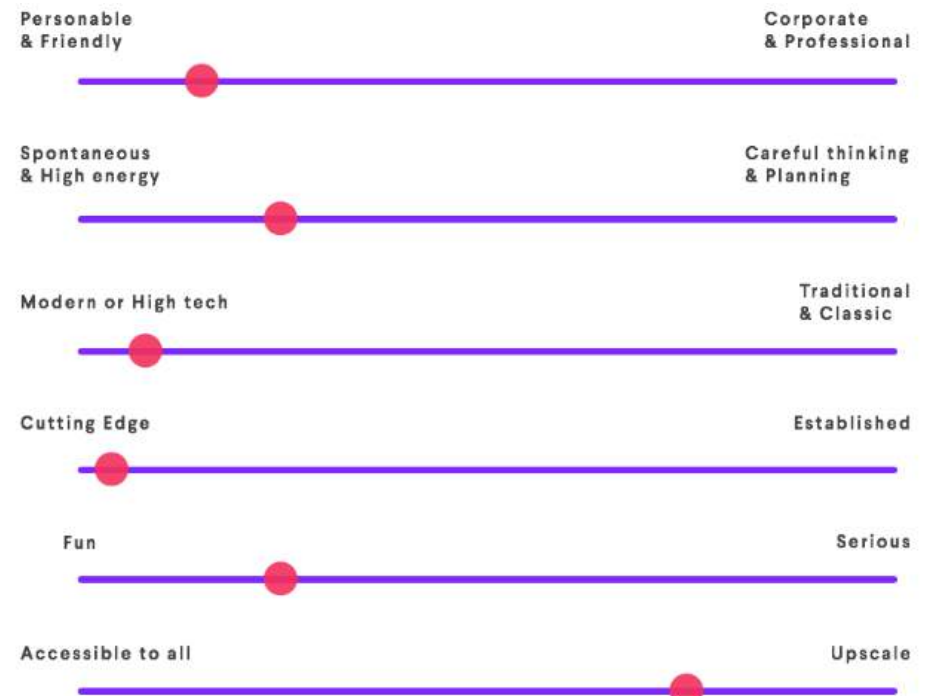 Personable
& Friendly
Corporate
& Professional
Spontaneous
& High energy
Careful thinking
& Planning
Modern or High tech
Traditional
& Classic
Cutting Edge
Established
Fun
Serious
Accessible to all
Upscale